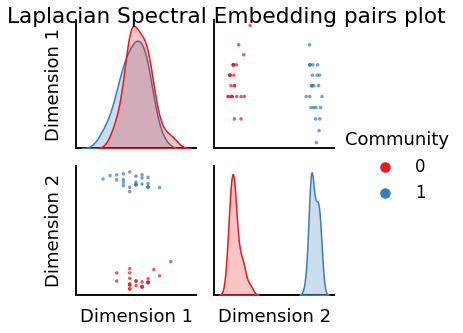 Laplacian Spectral Embedding pairs plot
Dimension 1
Community
0
1
Dimension 2
Dimension 1
Dimension 2